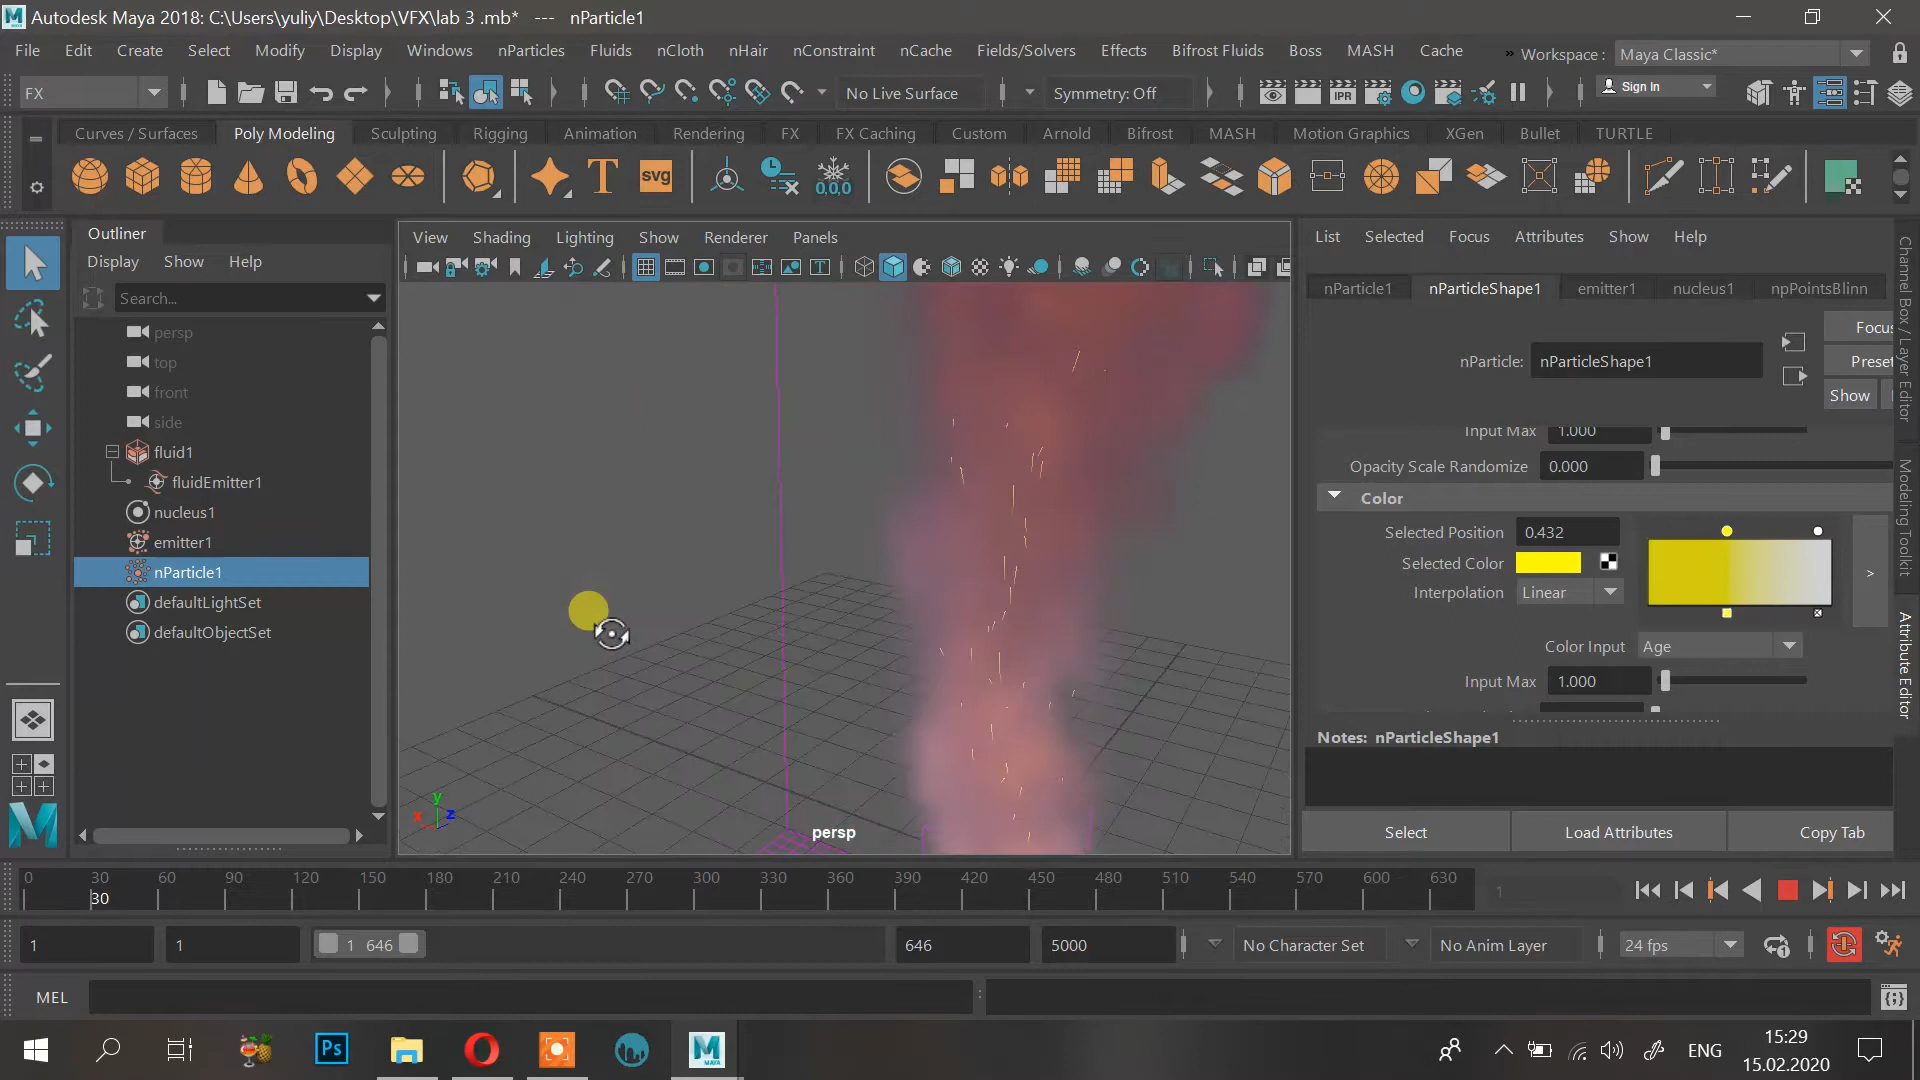 Autodesk Maya 2018: C:\Users\yuliy\Desktop\VFX\lab 3 .mb* --- nParticle1
File Edit Create Select Modify Display Windows nParticles Fluids nCloth nHair nConstraint nCache Fields/Solvers Effects Bifrost Fluids Boss MASH Cache » Workspace : Maya Classic*
FX No Live Surface Symmetry: Off IPR Sign In
Curves / Surfaces Poly Modeling Sculpting Rigging Animation Rendering FX FX Caching Custom Arnold Bifrost MASH Motion Graphics XGen Bullet TURTLE
T svg 0,0,0
Outliner
Display Show Help
Search...
persp
top
front
side
fluid1
fluidEmitter1
nucleus1
emitter1
nParticle1
defaultLightSet
defaultObjectSet
View Shading Lighting Show Renderer Panels
y
x z
persp
List Selected Focus Attributes Show Help
nParticle1 nParticleShape1 emitter1 nucleus1 npPointsBlinn
Focus
nParticle: nParticleShape1
Preset
Show
Input Max 1.000
Opacity Scale Randomize 0.000
Color
Selected Position 0.432
Selected Color
Interpolation Linear
>
Color Input Age
Input Max 1.000
Notes: nParticleShape1
Select Load Attributes Copy Tab
Channel Box / Layer Editor
Modeling Toolkit
Attribute Editor
0 30 60 90 120 150 180 210 240 270 300 330 360 390 420 450 480 510 540 570 600 630
30
1
1 1 1 646 646 5000 No Character Set No Anim Layer 24 fps
MEL
Ps
MAYA
ENG
15:29
15.02.2020